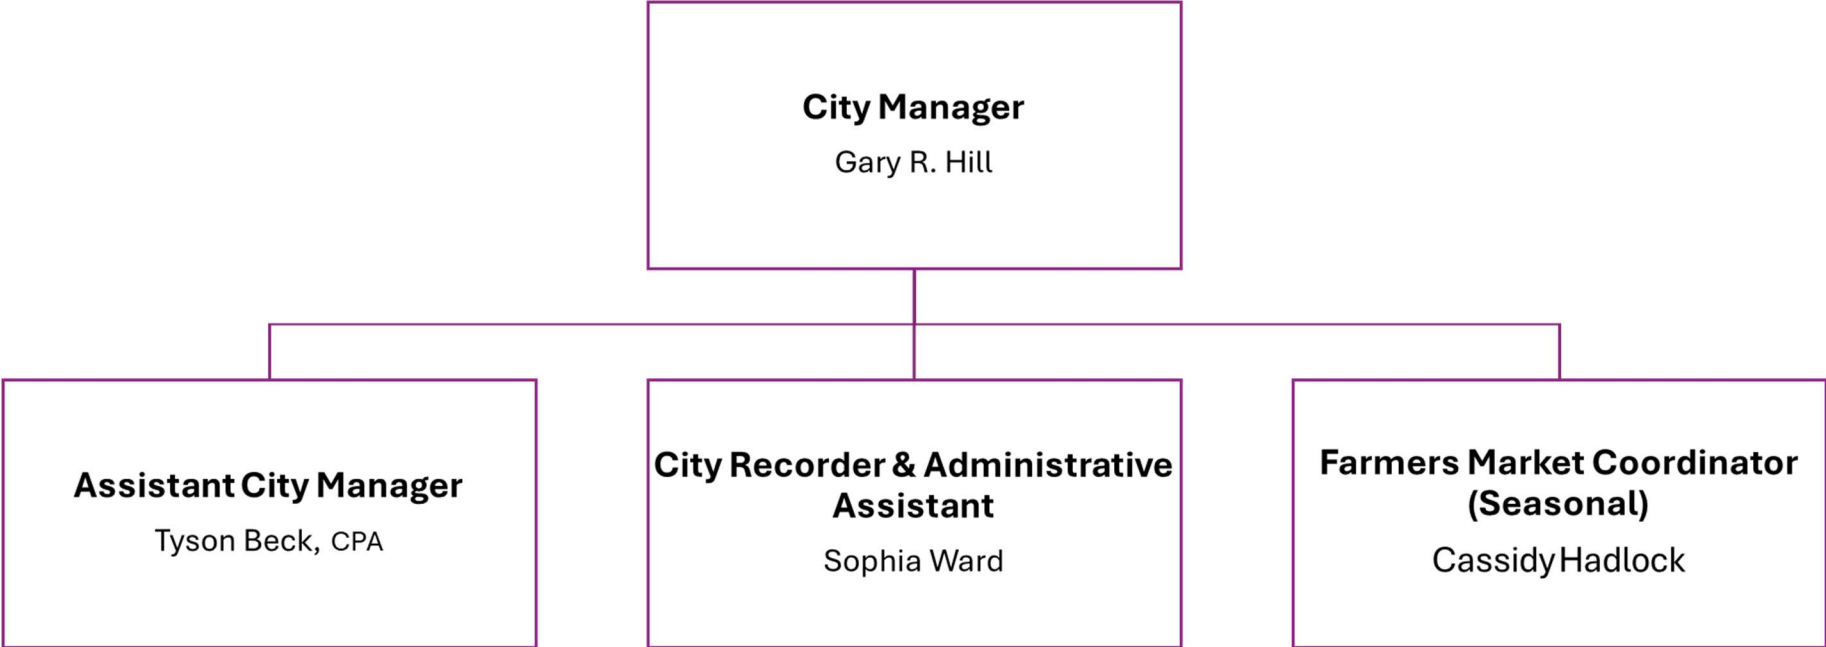 City Manager
Gary R. Hill
Assistant City Manager
Tyson Beck, CPA
City Recorder & Administrative
Assistant
Sophia Ward
Farmers Market Coordinator
(Seasonal)
Cassidy Hadlock